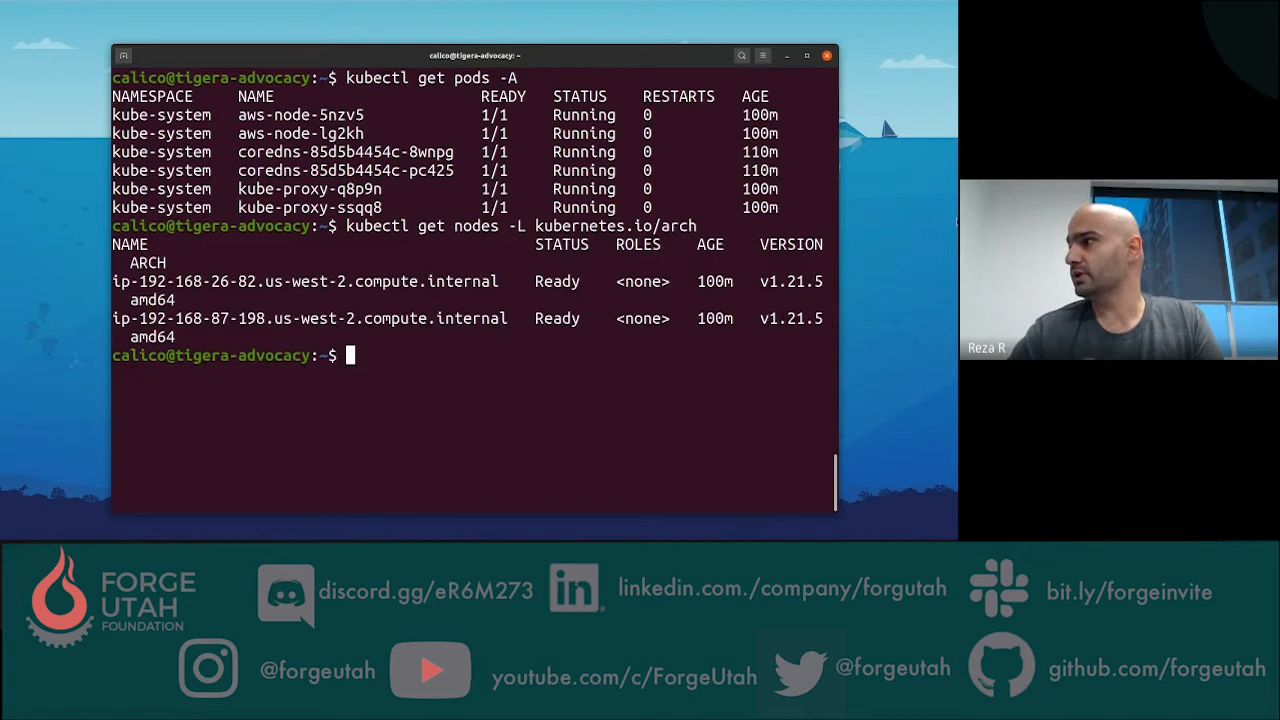 calico@tigera-advocacy: ~
calico@tigera-advocacy:~$ kubectl get pods -A
NAMESPACE NAME READY STATUS RESTARTS AGE
kube-system aws-node-5nzv5 1/1 Running 0 100m
kube-system aws-node-lg2kh 1/1 Running 0 100m
kube-system coredns-85d5b4454c-8wnpg 1/1 Running 0 110m
kube-system coredns-85d5b4454c-pc425 1/1 Running 0 110m
kube-system kube-proxy-q8p9n 1/1 Running 0 100m
kube-system kube-proxy-ssqq8 1/1 Running 0 100m
calico@tigera-advocacy:~$ kubectl get nodes -L kubernetes.io/arch
NAME STATUS ROLES AGE VERSION
ARCH
ip-192-168-26-82.us-west-2.compute.internal Ready <none> 100m v1.21.5
amd64
ip-192-168-87-198.us-west-2.compute.internal Ready <none> 100m v1.21.5
amd64
calico@tigera-advocacy:~$
Reza R
FORGE
UTAH
FOUNDATION
discord.gg/eR6M273
linkedin.com./company/forgutah
bit.ly/forgeinvite
@forgeutah
youtube.com/c/ForgeUtah
@forgeutah
github.com/forgeutah